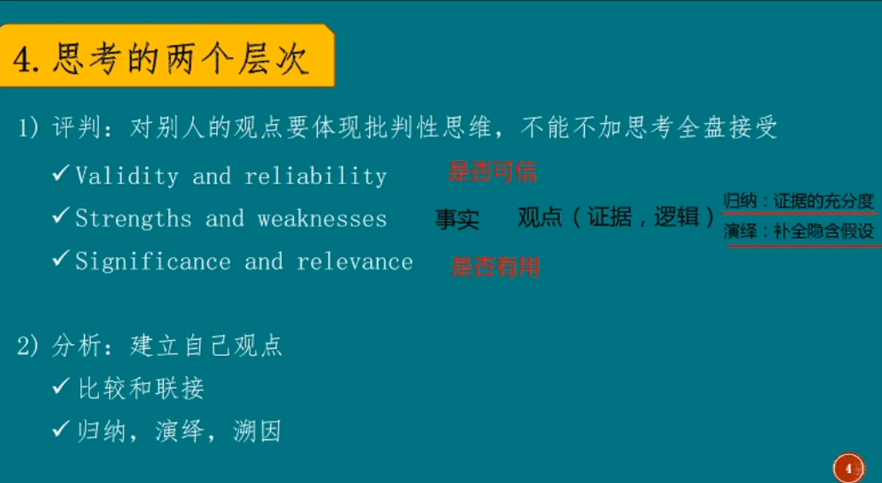 4. 思考的两个层次
1) 评判：对别人的观点要体现批判性思维，不能不加思考全盘接受
✓Validity and reliability 是否可信
✓Strengths and weaknesses 事实 观点（证据，逻辑） 归纳：证据的充分度
演绎：补全隐含假设
✓Significance and relevance 是否有用
2) 分析：建立自己观点
✓比较和联接
✓归纳，演绎，溯因
4